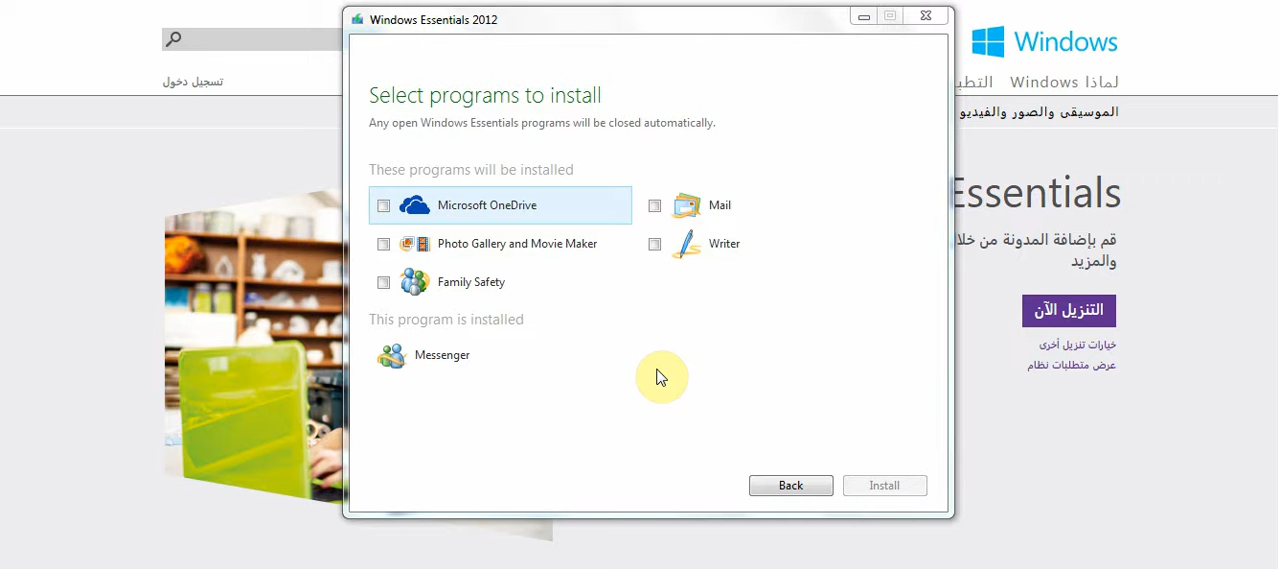 Windows Essentials 2012
Windows
تسجيل دخول
لماذا Windows
الموسيقى والصور والفيديو
Select programs to install
Any open Windows Essentials programs will be closed automatically.
These programs will be installed
Microsoft OneDrive
Mail
Photo Gallery and Movie Maker
Writer
Family Safety
This program is installed
Messenger
Back
Install
Essentials
قم بإضافة المدونة من
والمزيد
التنزيل الآن
خيارات تنزيل أخرى
عرض متطلبات نظام